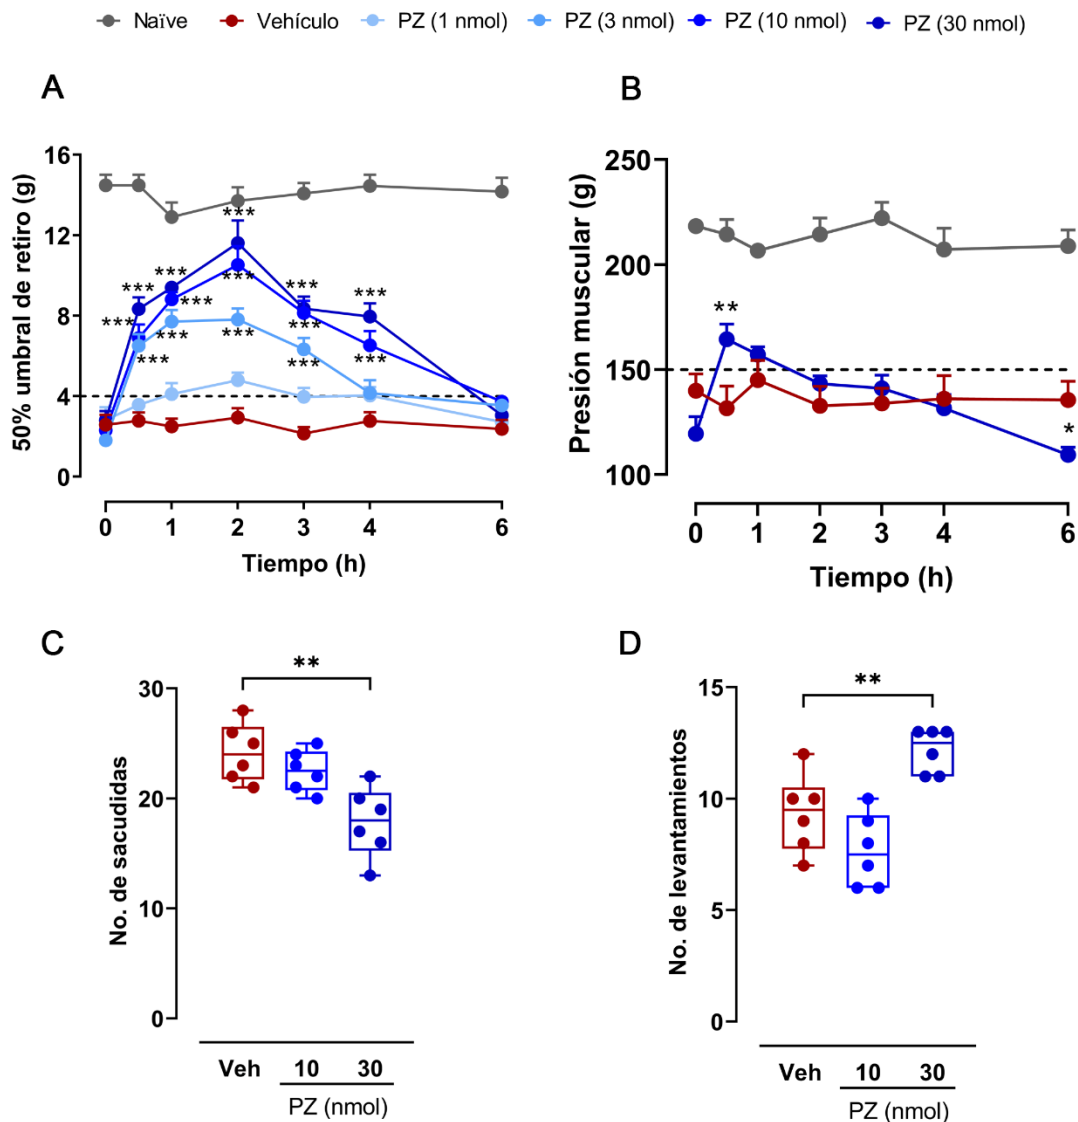 Naïve Vehículo PZ (1 nmol) PZ (3 nmol) PZ (10 nmol) PZ (30 nmol)
A
50% umbral de retiro (g)
16
12
8
4
0
***
***
***
***
***
***
***
***
***
***
***
***
***
***
0 1 2 3 4 6
Tiempo (h)
B
Presión muscular (g)
250
200
150
100
**
*
0 1 2 3 4 6
Tiempo (h)
C
No. de sacudidas
30
20
10
0
**
Veh 10 30
PZ (nmol)
D
No. de levantamientos
15
10
5
0
**
Veh 10 30
PZ (nmol)